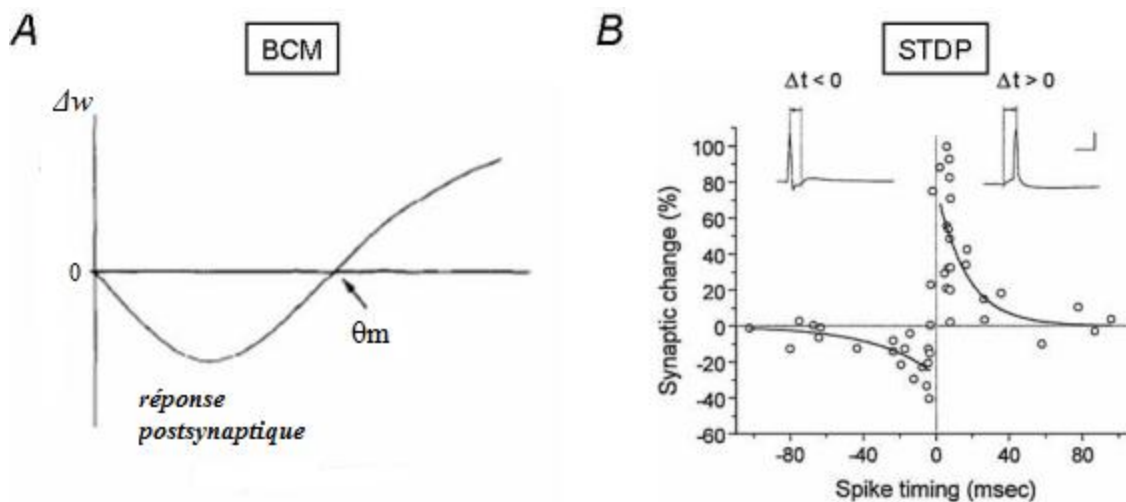 A
BCM
Δw
0
θm
réponse
postsynaptique
B
STDP
Δt < 0
Δt > 0
Synaptic change (%)
100
80
60
40
20
0
-20
-40
-60
-80
-40
0
40
80
Spike timing (msec)